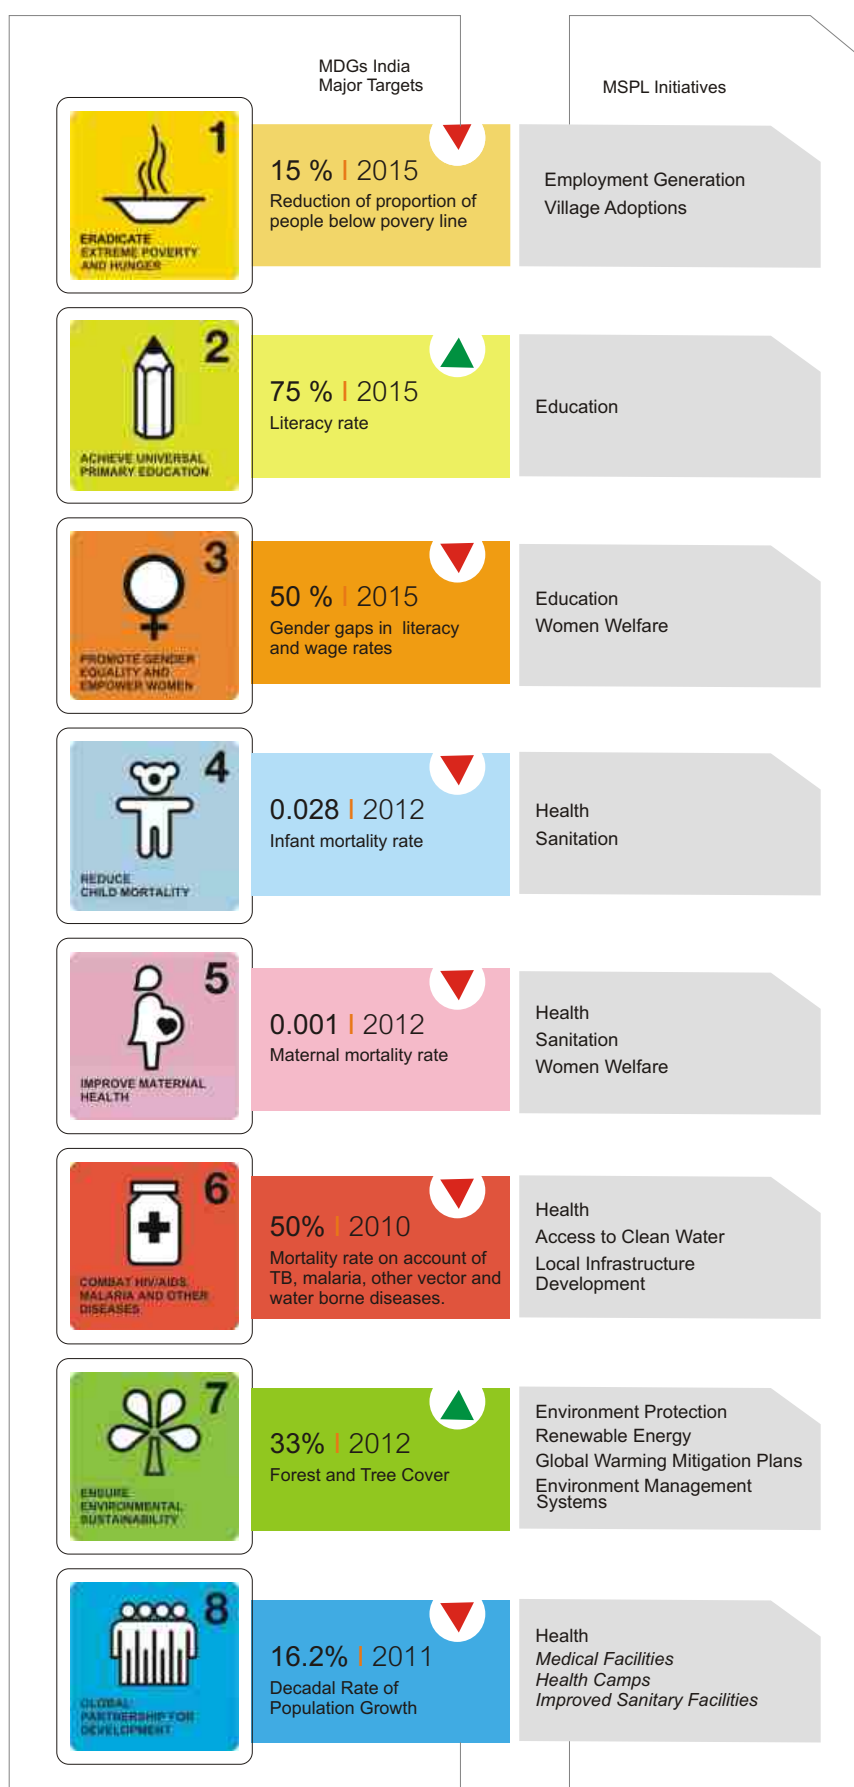 MDGs India
Major Targets
MSPL Initiatives
1
ERADICATE
EXTREME POVERTY
AND HUNGER
15 % | 2015
Reduction of proportion of
people below povery line
Employment Generation
Village Adoptions
2
ACHIEVE UNIVERSAL
PRIMARY EDUCATION
75 % | 2015
Literacy rate
Education
3
PROMOTE GENDER
EQUALITY AND
EMPOWER WOMEN
50 % | 2015
Gender gaps in literacy
and wage rates
Education
Women Welfare
4
REDUCE
CHILD MORTALITY
0.028 | 2012
Infant mortality rate
Health
Sanitation
5
IMPROVE MATERNAL
HEALTH
0.001 | 2012
Maternal mortality rate
Health
Sanitation
Women Welfare
6
COMBAT HIV/AIDS,
MALARIA AND OTHER
DISEASES
50% | 2010
Mortality rate on account of
TB, malaria, other vector and
water borne diseases.
Health
Access to Clean Water
Local Infrastructure
Development
7
ENSURE
ENVIRONMENTAL
SUSTAINABILITY
33% | 2012
Forest and Tree Cover
Environment Protection
Renewable Energy
Global Warming Mitigation Plans
Environment Management
Systems
8
GLOBAL
PARTNERSHIP FOR
DEVELOPMENT
16.2% | 2011
Decadal Rate of
Population Growth
Health
Medical Facilities
Health Camps
Improved Sanitary Facilities